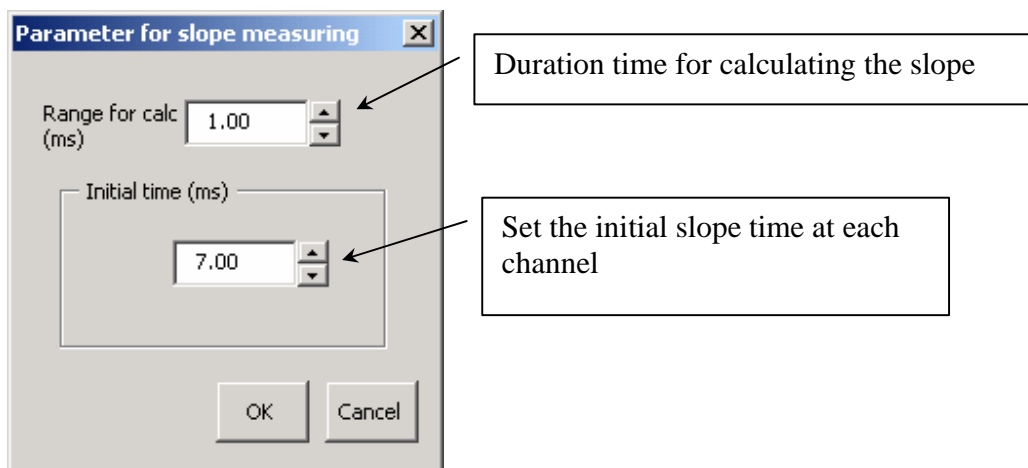 Parameter for slope measuring
Duration time for calculating the slope
Range for calc
(ms)
1.00
Initial time (ms)
7.00
Set the initial slope time at each
channel
OK
Cancel